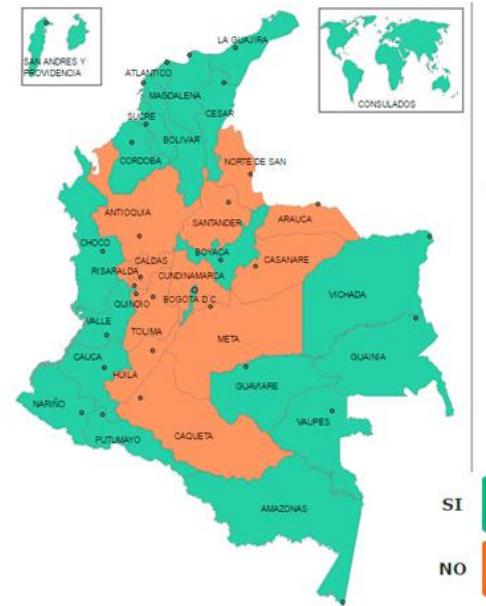 LA GUAJIRA
SAN ANDRES Y
PROVIDENCIA
ATLANTICO
MAGDALENA
CONSULADOS
CESAR
SUCRE
BOLIVAR
CORDOBA
NORTE DE SAN
ANTIOQUIA
SANTANDER
ARAUCA
CHOCO
BOYACA
CALDAS
CASANARE
RISARALDA
CUNDINAMARCA
VICHADA
QUINDIO
BOGOTA D.C.
VALLE
TOLIMA
META
GUAINIA
CAUCA
HUILA
GUAVIARE
NARIÑO
VAUPES
CAQUETA
PUTUMAYO
AMAZONAS
SI
NO